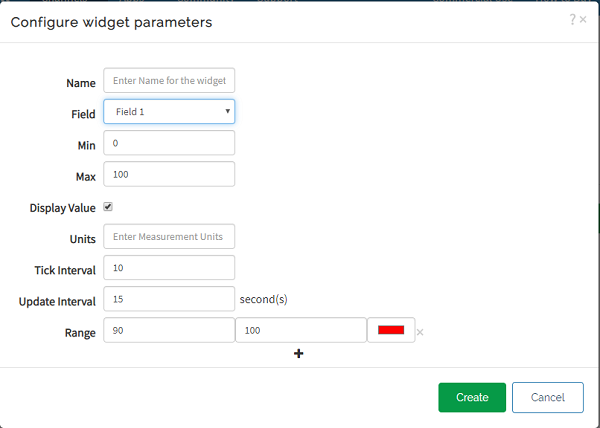 Configure widget parameters ? ×
Name Enter Name for the widget
Field Field 1
Min 0
Max 100
Display Value
Units Enter Measurement Units
Tick Interval 10
Update Interval 15 second(s)
Range 90 100 ×
+
Create Cancel